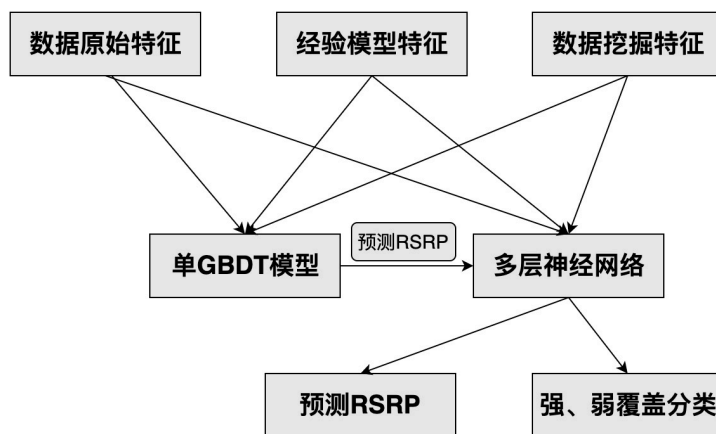 数据原始特征
经验模型特征
数据挖掘特征
预测RSRP
单GBDT模型
多层神经网络
预测RSRP
强、弱覆盖分类